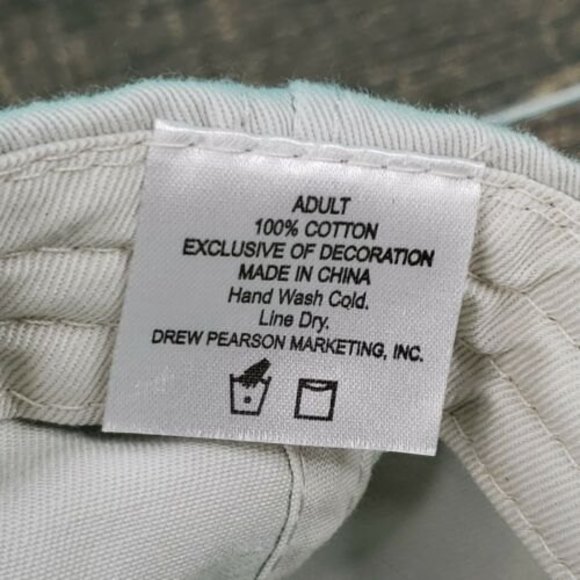 ADULT
100% COTTON
EXCLUSIVE OF DECORATION
MADE IN CHINA
Hand Wash Cold.
Line Dry.
DREW PEARSON MARKETING, INC.